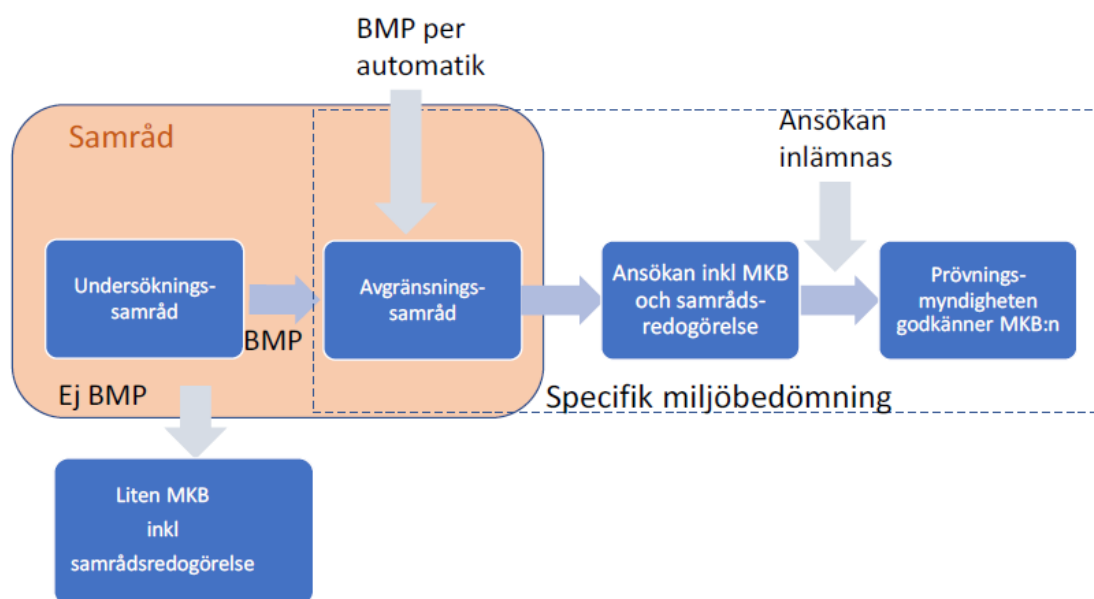 BMP per
automatik
Samråd
Ansökan
inlämnas
Undersöknings-
samråd
BMP
Avgränsnings-
samråd
Ansökan inkl MKB
och samråds-
redogörelse
Prövnings-
myndigheten
godkänner MKB:n
Ej BMP
Specifik miljöbedömning
Liten MKB
inkl
samrådsredogörelse